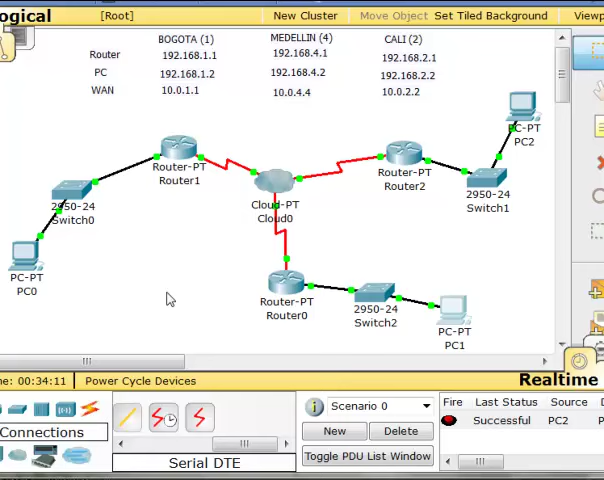 ogical [Root] New Cluster Move Object Set Tiled Background Viewp
BOGOTA (1) MEDELLIN (4) CALI (2)
Router 192.168.1.1 192.168.4.1 192.168.2.1
PC 192.168.1.2 192.168.4.2 192.168.2.2
WAN 10.0.1.1 10.0.4.4 10.0.2.2
PC-PT
PC2
Router-PT
Router1
Router-PT
Router2
2950-24
Switch0
Cloud-PT
Cloud0
2950-24
Switch1
PC-PT
PC0
Router-PT
Router0
2950-24
Switch2
PC-PT
PC1
me: 00:34:11 Power Cycle Devices Realtime
Connections
Serial DTE
i Scenario 0
New Delete
Toggle PDU List Window
Fire Last Status Source D
Successful PC2 P